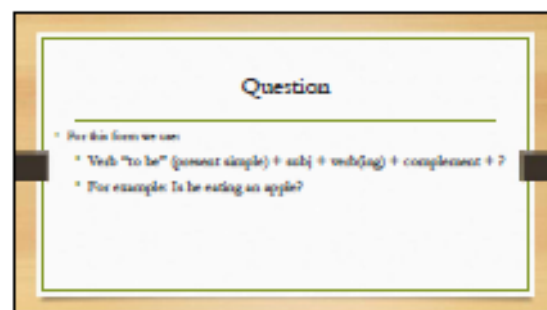 Question
For this form we use:
Verb "to be" (present simple) + subj + verb(ing) + complement + ?
For example: Is he eating an apple?